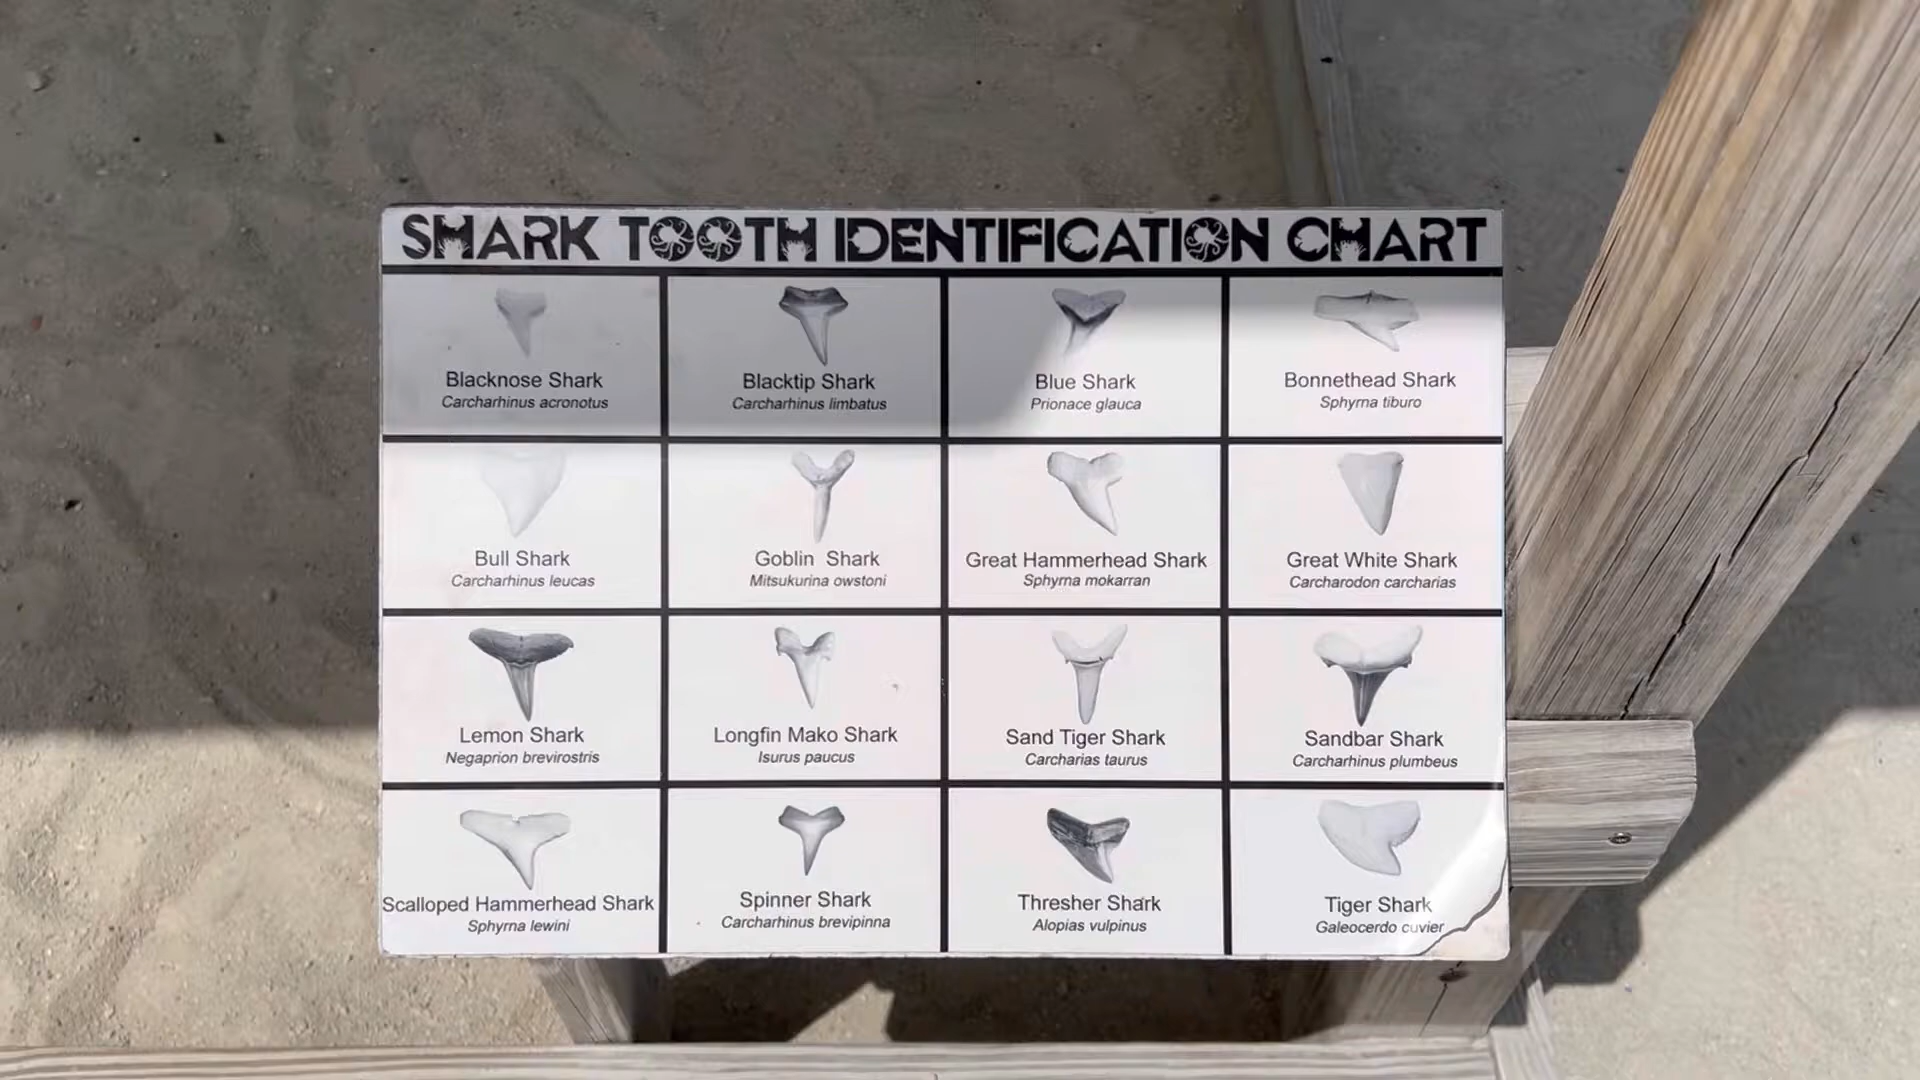 SHARK TOOTH IDENTIFICATION CHART
Blacknose Shark
Carcharhinus acronotus
Blacktip Shark
Carcharhinus limbatus
Blue Shark
Prionace glauca
Bonnethead Shark
Sphyrna tiburo
Bull Shark
Carcharhinus leucas
Goblin  Shark
Mitsukurina owstoni
Great Hammerhead Shark
Sphyrna mokarran
Great White Shark
Carcharodon carcharias
Lemon Shark
Negaprion brevirostris
Longfin Mako Shark
Isurus paucus
Sand Tiger Shark
Carcharias taurus
Sandbar Shark
Carcharhinus plumbeus
Scalloped Hammerhead Shark
Sphyrna lewini
Spinner Shark
Carcharhinus brevipinna
Thresher Shark
Alopias vulpinus
Tiger Shark
Galeocerdo cuvier